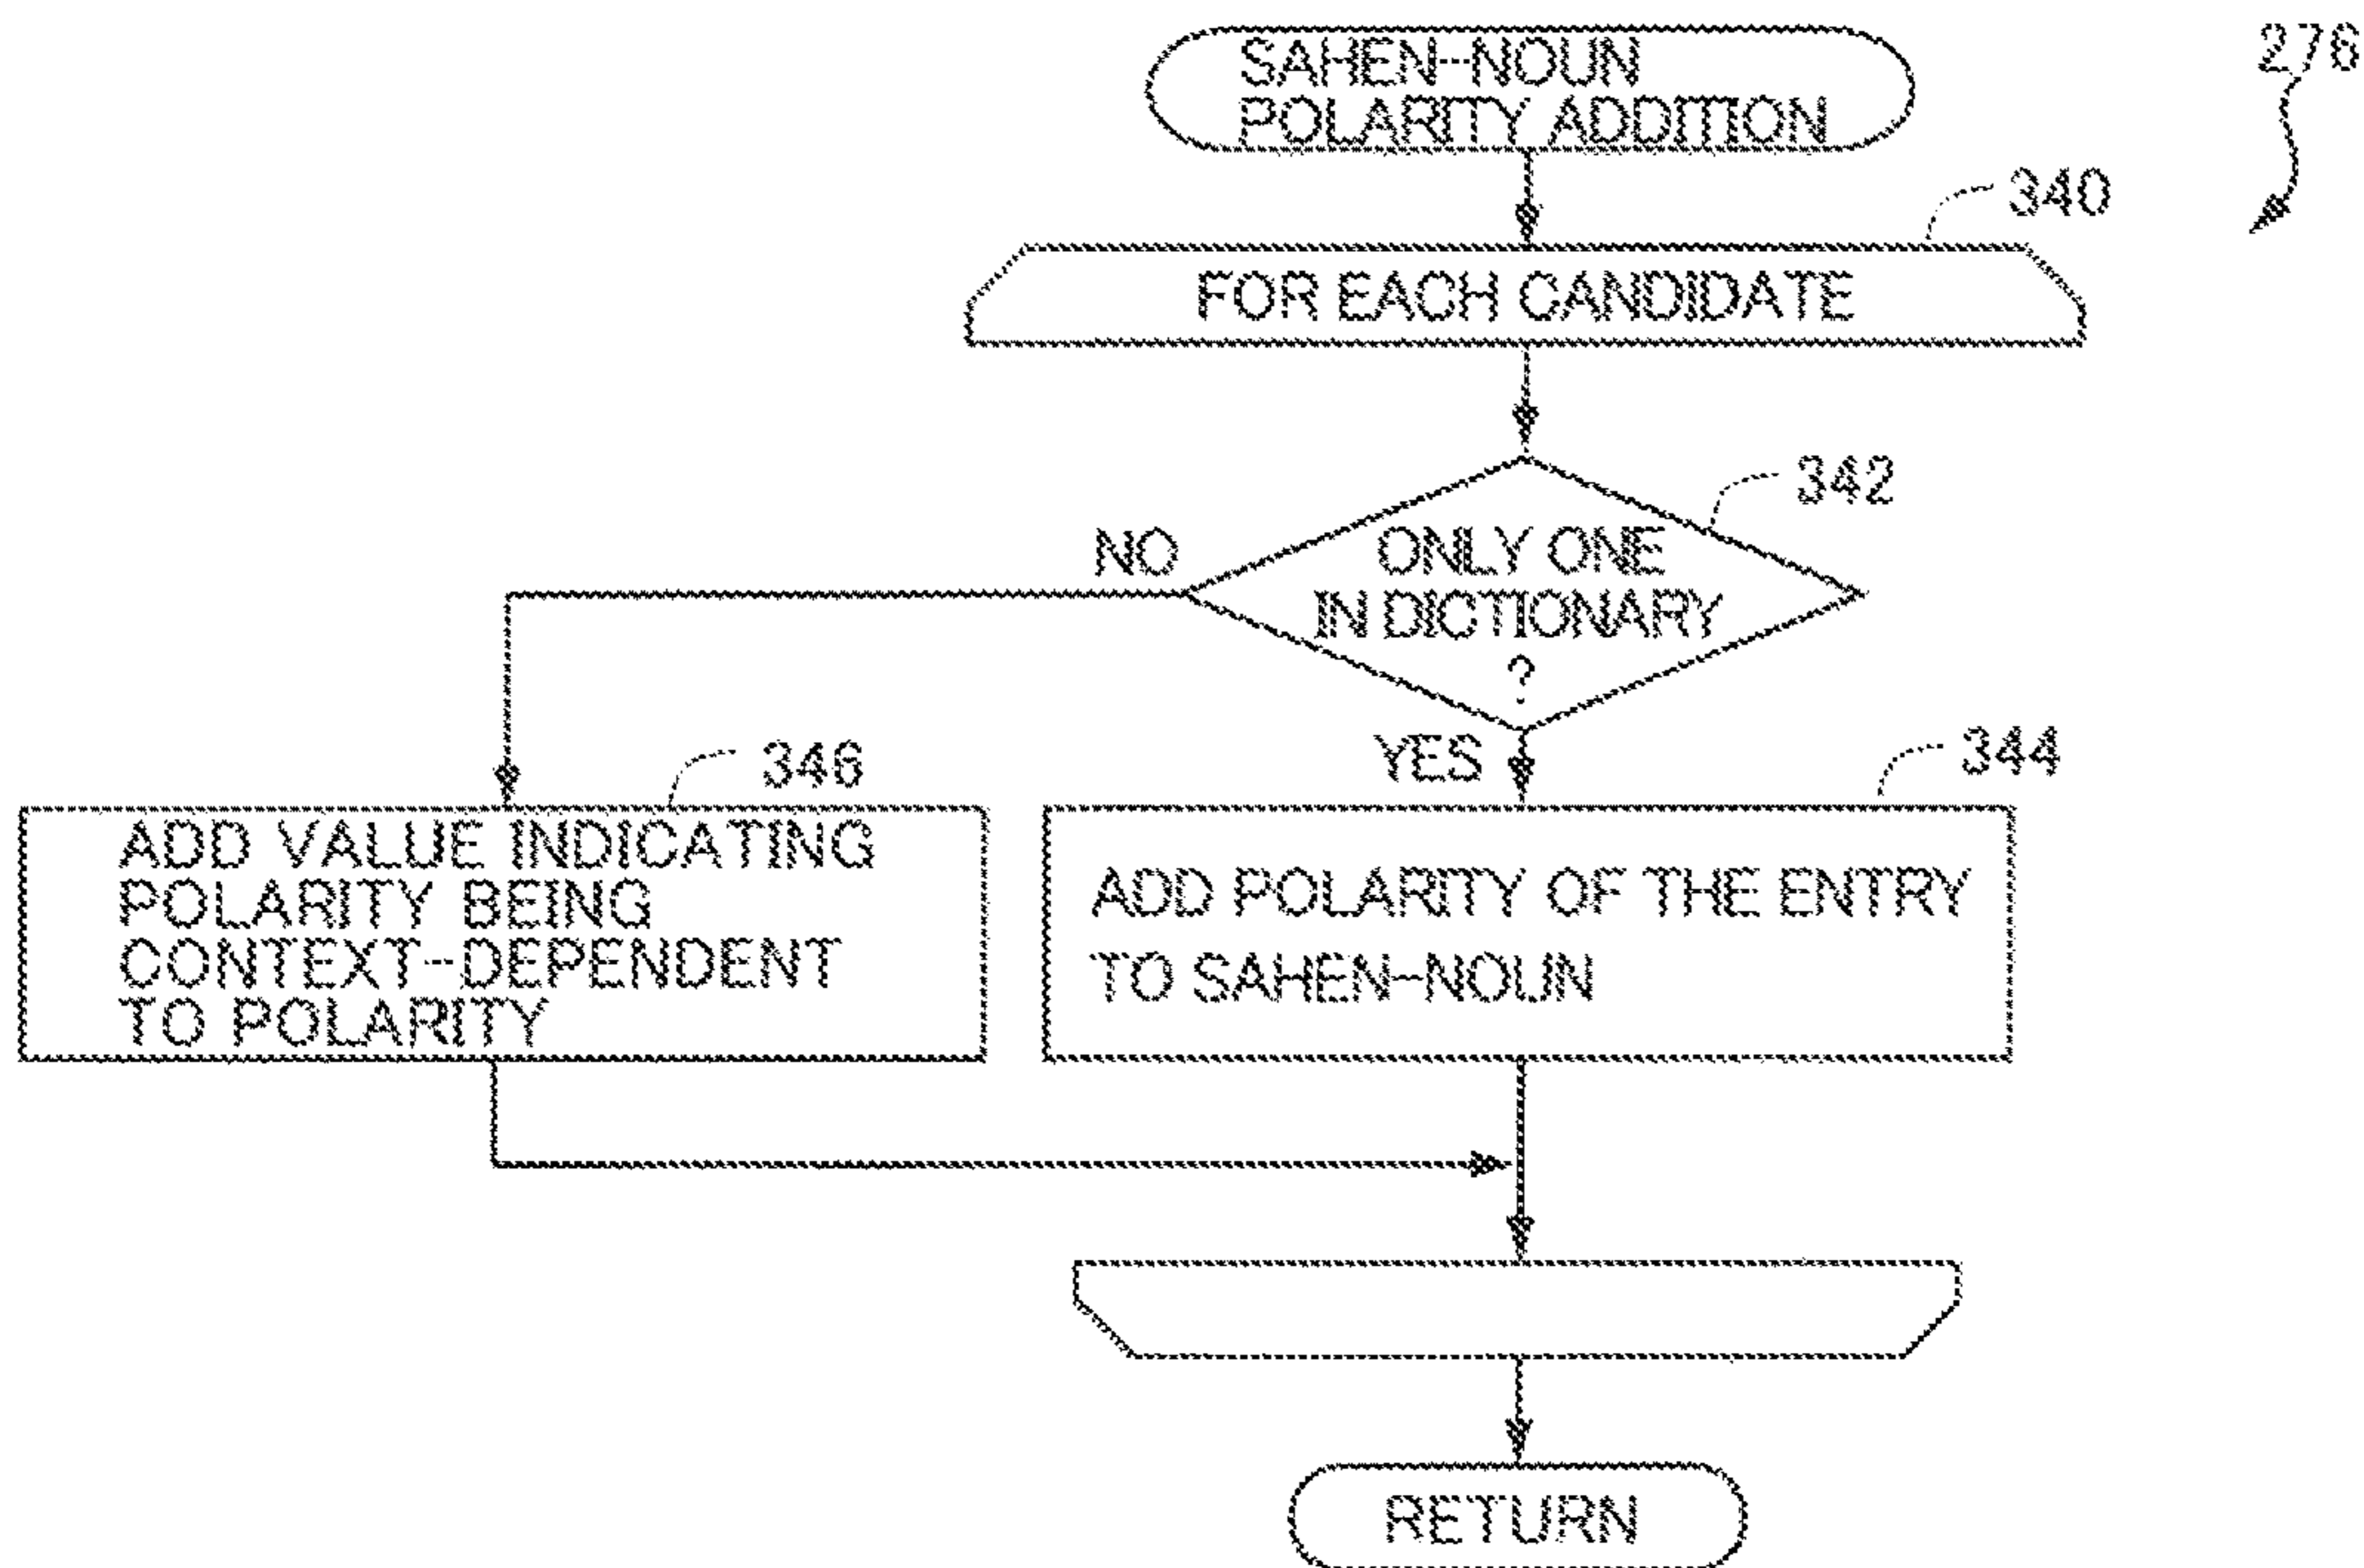 SAHEN-NOUN
POLARITY ADDITION
276
340
FOR EACH CANDIDATE
342
NO
ONLY ONE
IN DICTIONARY
?
YES
346
344
ADD VALUE INDICATING
POLARITY BEING
CONTEXT-DEPENDENT
TO POLARITY
ADD POLARITY OF THE ENTRY
TO SAHEN-NOUN
RETURN